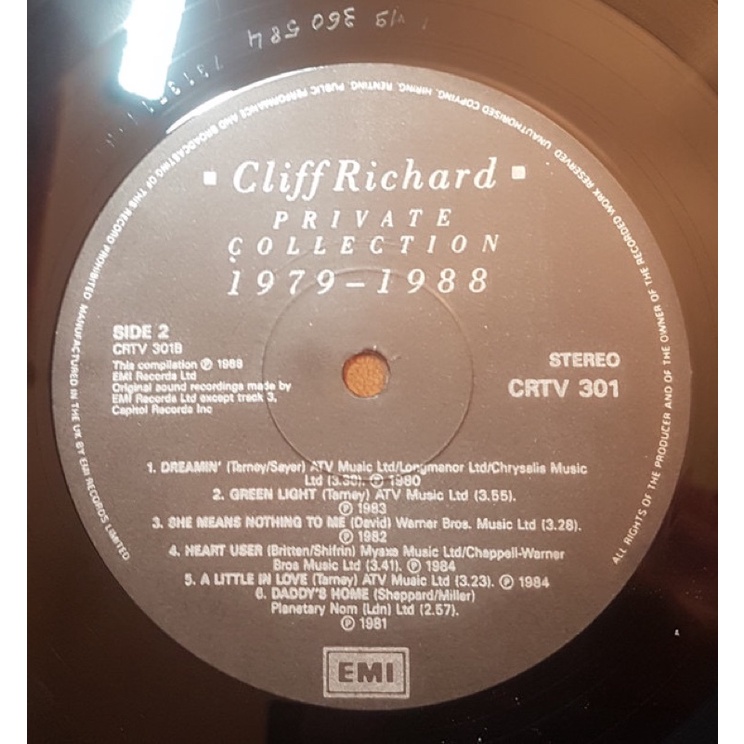 360 584
MANUFACTURED IN THE UK BY EMI RECORDS LIMITED
ALL RIGHTS OF THE PRODUCER AND OF THE OWNER OF THE RECORDED WORK RESERVED UNAUTHORISED COPYING, HIRING, RENTING, PUBLIC PERFORMANCE AND BROADCASTING OF THIS RECORD PROHIBITED
Cliff Richard
PRIVATE
COLLECTION
1979-1988
SIDE 2
CRTV 301B
This compilation ℗ 1988
EMI Records Ltd
Original sound recordings made by
EMI Records Ltd except track 3,
Capitol Records Inc
STEREO
CRTV 301
1. DREAMIN' (Tarney/Sayer) ATV Music Ltd/Longmanor Ltd/Chrysalis Music
Ltd (3.30). ℗ 1980
2. GREEN LIGHT (Tarney) ATV Music Ltd (3.55).
℗ 1983
3. SHE MEANS NOTHING TO ME (David) Warner Bros. Music Ltd (3.28).
℗ 1982
4. HEART USER (Britten/Shifrin) Myaxe Music Ltd/Chappell-Warner
Bros Music Ltd (3.41). ℗ 1984
5. A LITTLE IN LOVE (Tarney) ATV Music Ltd (3.23). ℗ 1984
6. DADDY'S HOME (Sheppard/Miller)
Planetary Nom (Ldn) Ltd (2.57).
℗ 1981
EMI